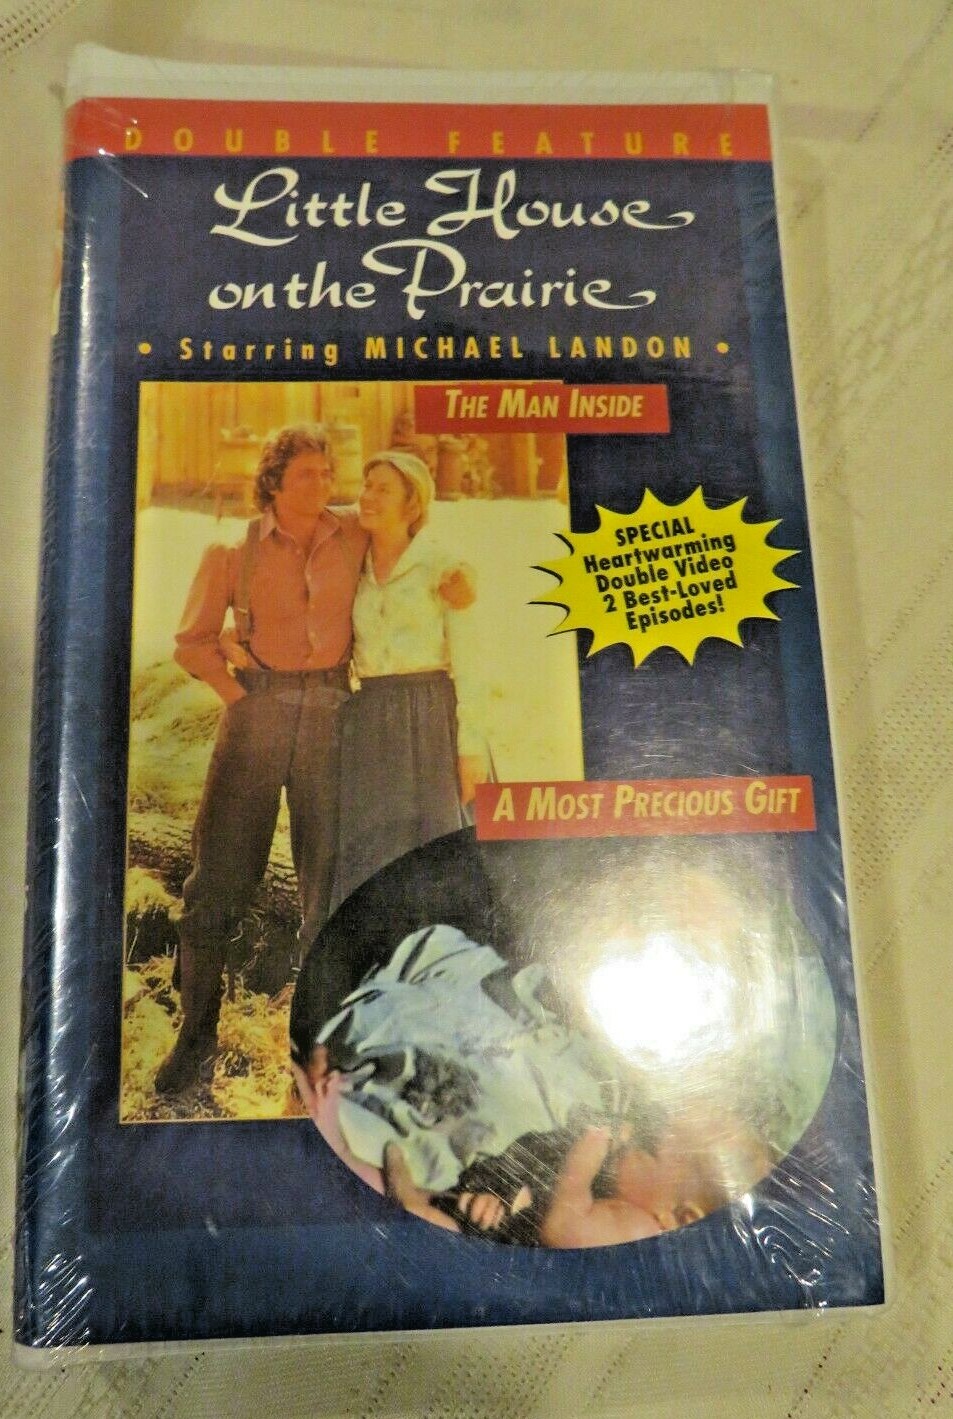 DOUBLE FEATURE
Little House
on the Prairie
• Starring MICHAEL LANDON •
THE MAN INSIDE
SPECIAL
Heartwarming
Double Video
2 Best-Loved
Episodes!
A MOST PRECIOUS GIFT